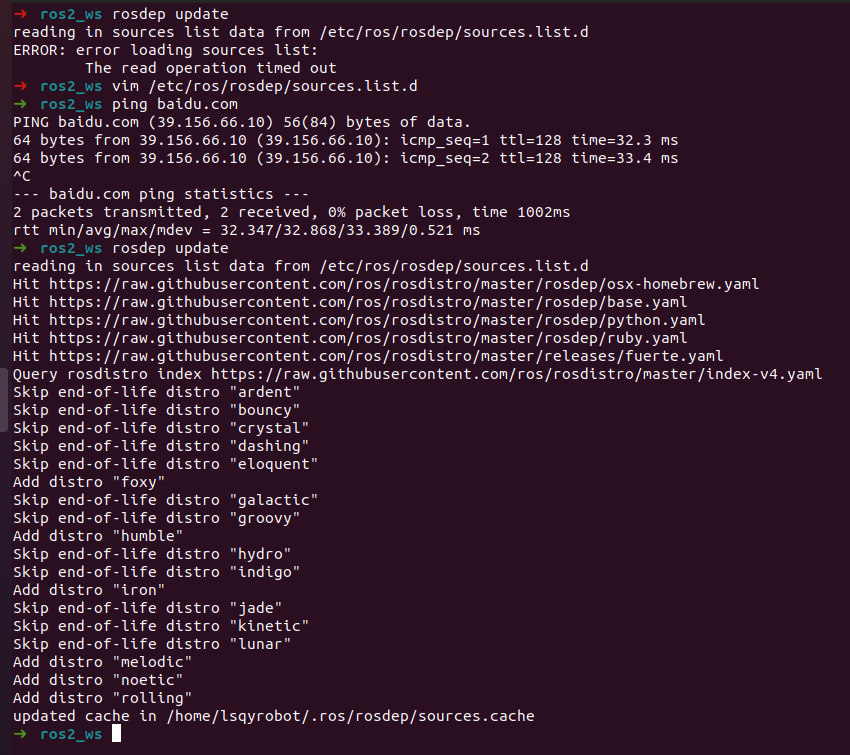 → ros2_ws rosdep update
reading in sources list data from /etc/ros/rosdep/sources.list.d
ERROR: error loading sources list:
        The read operation timed out
→ ros2_ws vim /etc/ros/rosdep/sources.list.d
→ ros2_ws ping baidu.com
PING baidu.com (39.156.66.10) 56(84) bytes of data.
64 bytes from 39.156.66.10 (39.156.66.10): icmp_seq=1 ttl=128 time=32.3 ms
64 bytes from 39.156.66.10 (39.156.66.10): icmp_seq=2 ttl=128 time=33.4 ms
^C
--- baidu.com ping statistics ---
2 packets transmitted, 2 received, 0% packet loss, time 1002ms
rtt min/avg/max/mdev = 32.347/32.868/33.389/0.521 ms
→ ros2_ws rosdep update
reading in sources list data from /etc/ros/rosdep/sources.list.d
Hit https://raw.githubusercontent.com/ros/rosdistro/master/rosdep/osx-homebrew.yaml
Hit https://raw.githubusercontent.com/ros/rosdistro/master/rosdep/base.yaml
Hit https://raw.githubusercontent.com/ros/rosdistro/master/rosdep/python.yaml
Hit https://raw.githubusercontent.com/ros/rosdistro/master/rosdep/ruby.yaml
Hit https://raw.githubusercontent.com/ros/rosdistro/master/releases/fuerte.yaml
Query rosdistro index https://raw.githubusercontent.com/ros/rosdistro/master/index-v4.yaml
Skip end-of-life distro "ardent"
Skip end-of-life distro "bouncy"
Skip end-of-life distro "crystal"
Skip end-of-life distro "dashing"
Skip end-of-life distro "eloquent"
Add distro "foxy"
Skip end-of-life distro "galactic"
Skip end-of-life distro "groovy"
Add distro "humble"
Skip end-of-life distro "hydro"
Skip end-of-life distro "indigo"
Add distro "iron"
Skip end-of-life distro "jade"
Skip end-of-life distro "kinetic"
Skip end-of-life distro "lunar"
Add distro "melodic"
Add distro "noetic"
Add distro "rolling"
updated cache in /home/lsqyrobot/.ros/rosdep/sources.cache
→ ros2_ws